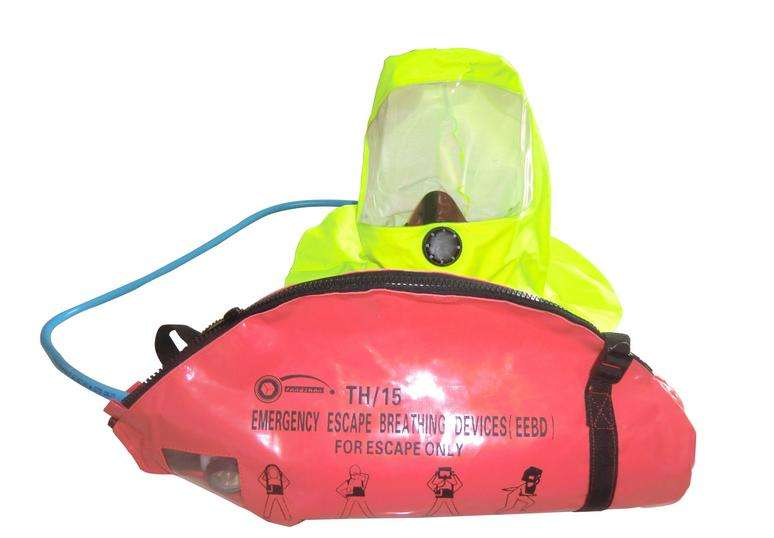 TH/15
EMERGENCY ESCAPE BREATHING DEVICES(EEBD)
FOR ESCAPE ONLY